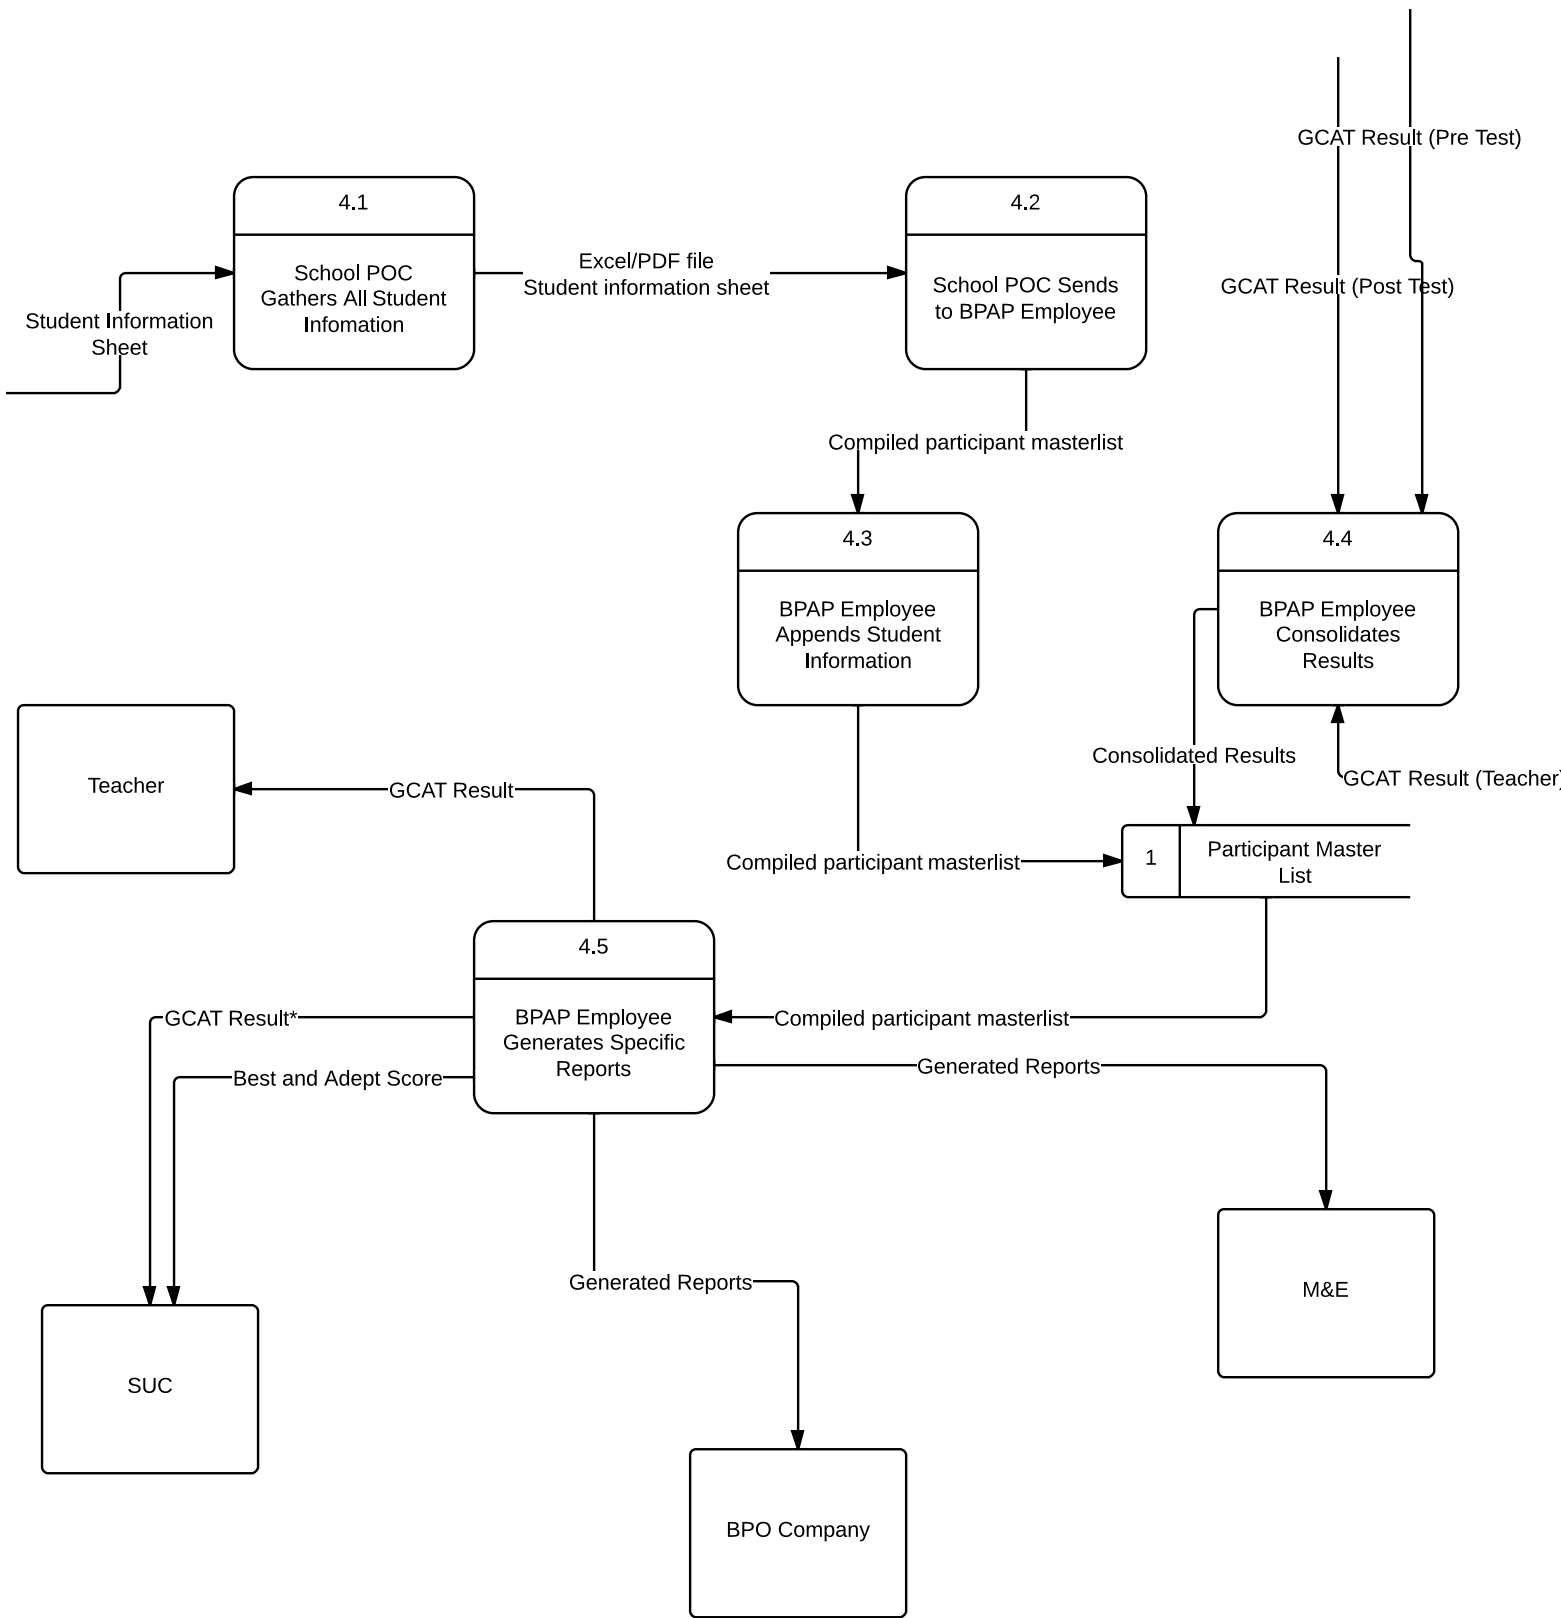 GCAT Result (Pre Test)
4.1
School POC
Gathers All Student
Infomation
Excel/PDF file
Student information sheet
4.2
School POC Sends
to BPAP Employee
GCAT Result (Post Test)
Student Information
Sheet
Compiled participant masterlist
4.3
BPAP Employee
Appends Student
Information
4.4
BPAP Employee
Consolidates
Results
Teacher
GCAT Result
Consolidated Results
GCAT Result (Teacher)
Compiled participant masterlist
1
Participant Master
List
4.5
BPAP Employee
Generates Specific
Reports
GCAT Result*
Compiled participant masterlist
Best and Adept Score
Generated Reports
Generated Reports
M&E
SUC
BPO Company